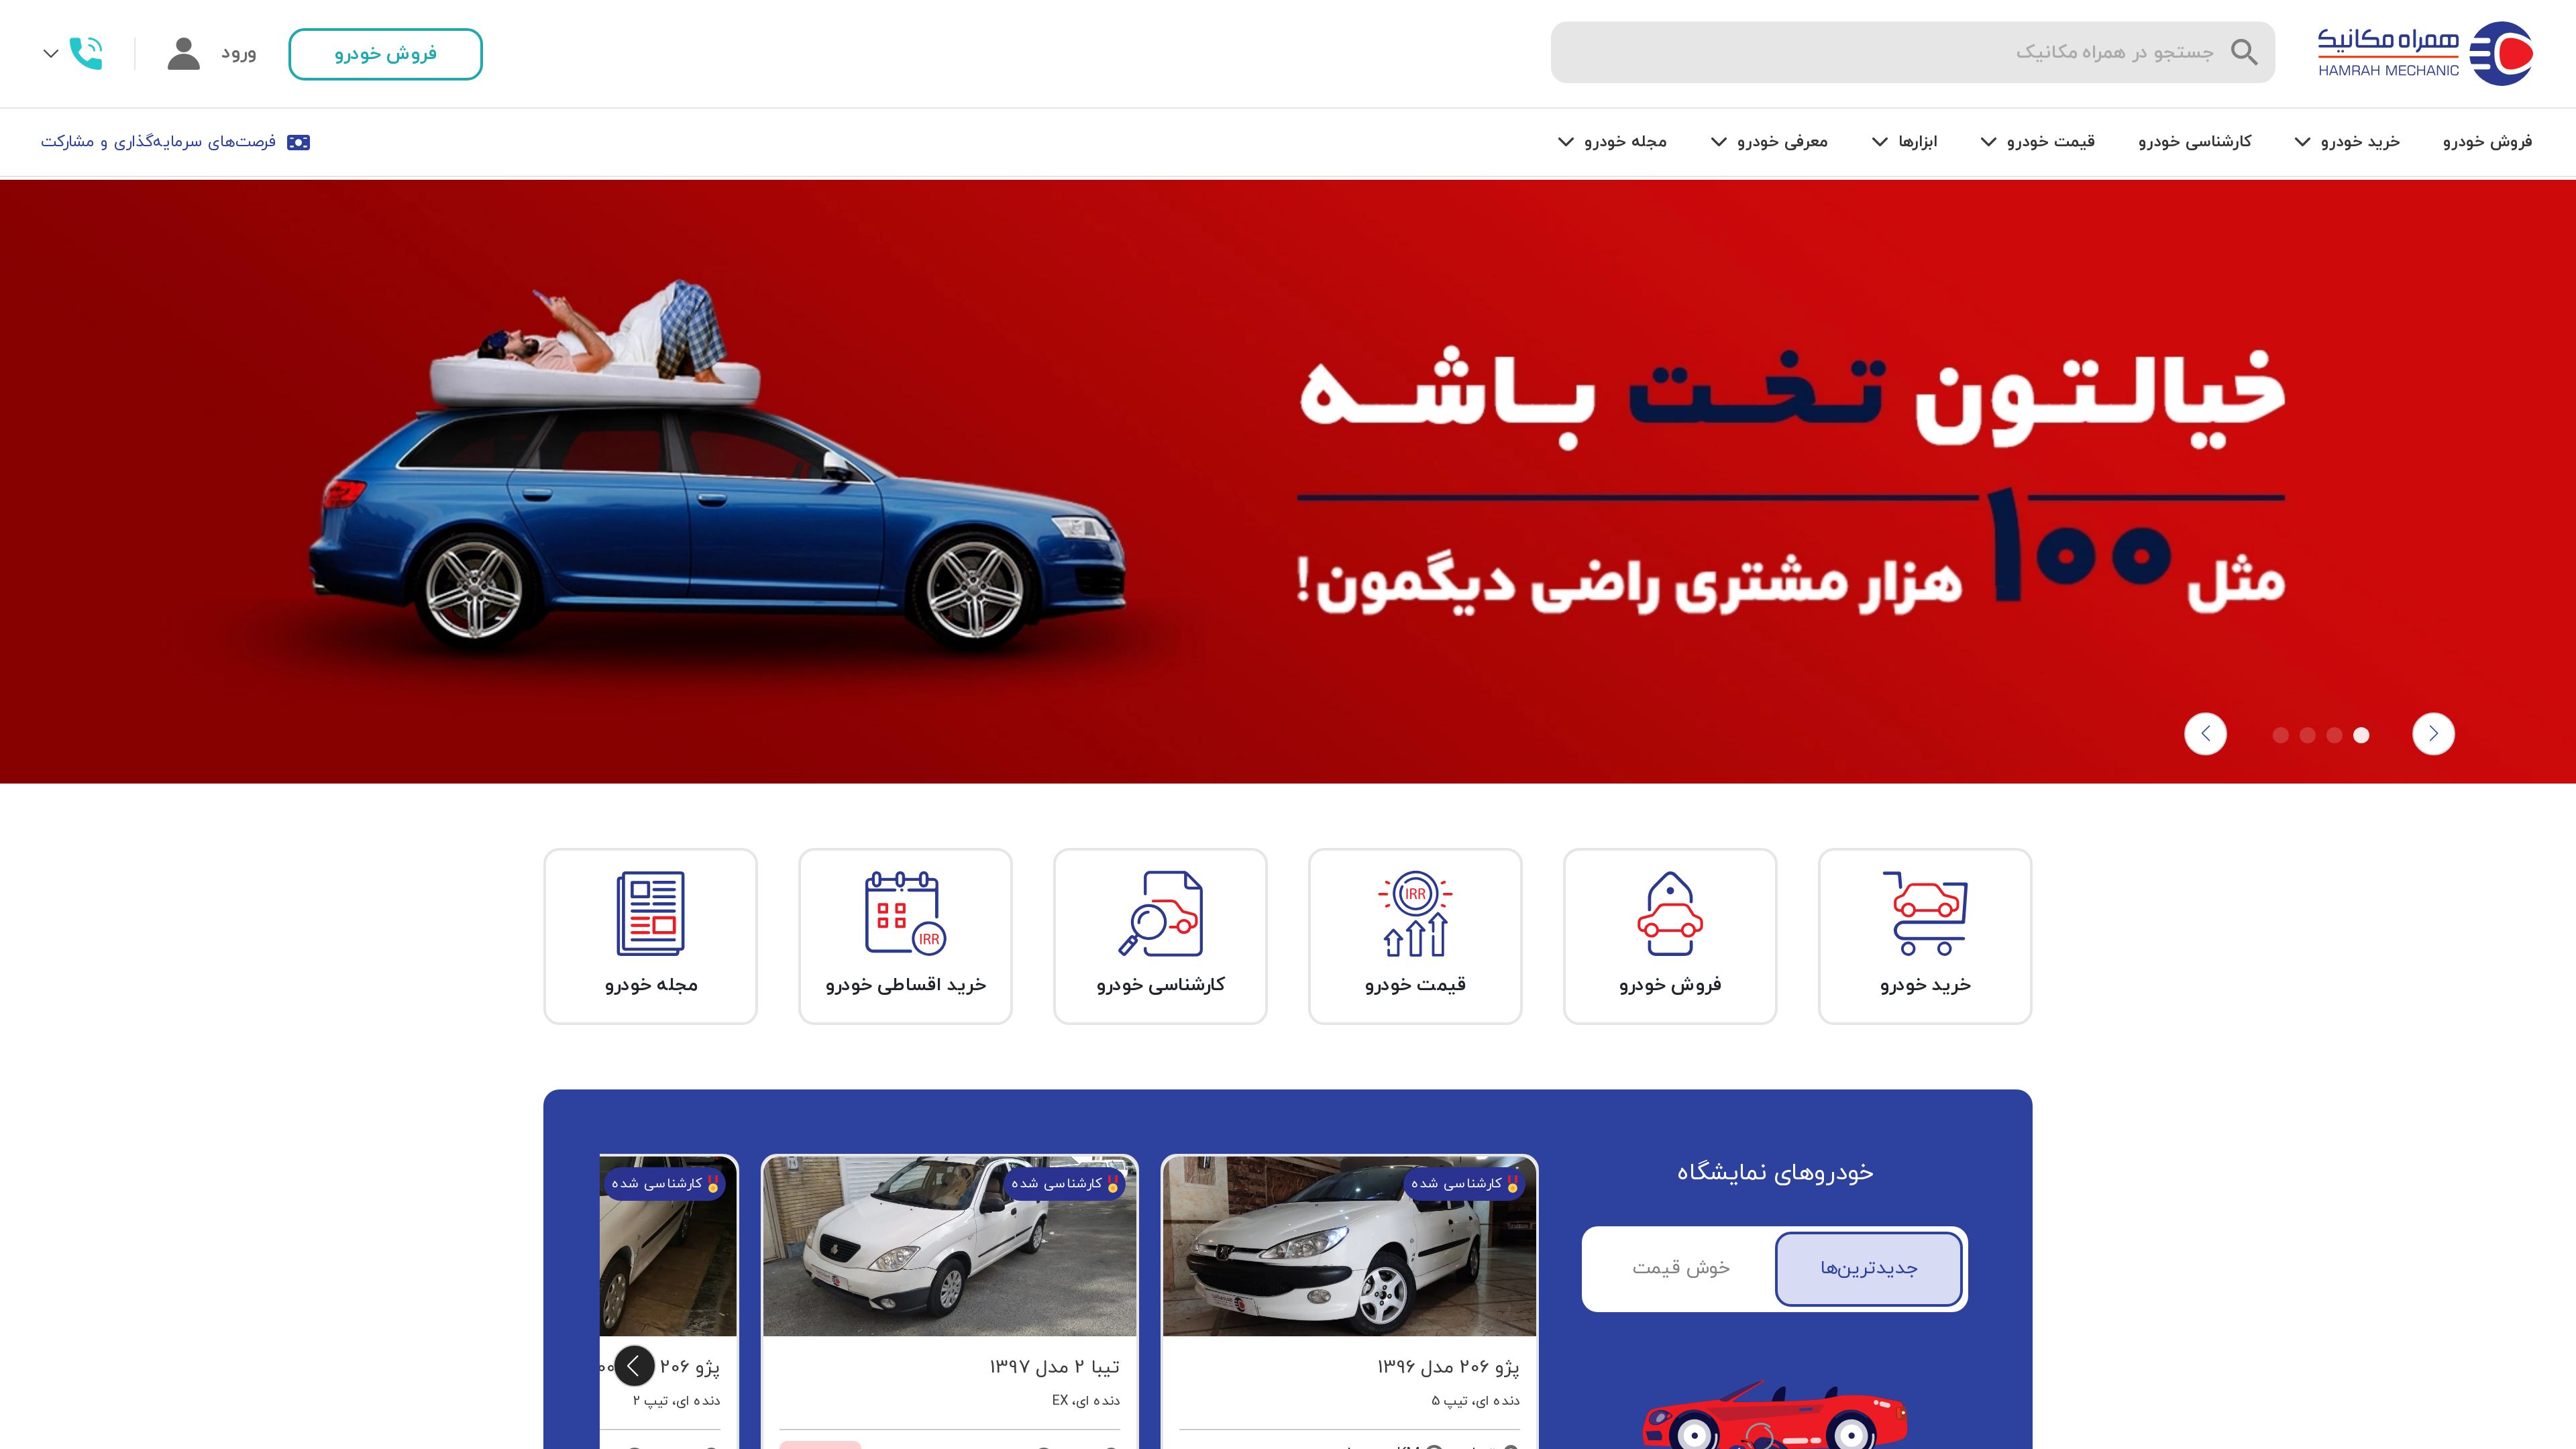 همراه مکانیک
HAMRAH MECHANIC
جستجو در همراه مکانیک
فروش خودرو
ورود
فروش خودرو
خرید خودرو
کارشناسی خودرو
قیمت خودرو
ابزارها
معرفی خودرو
مجله خودرو
فرصت‌های سرمایه‌گذاری و مشارکت
خیالتون تخت باشه
مثل ۱۰۰ هزار مشتری راضی دیگمون!
خرید خودرو
فروش خودرو
IRR
قیمت خودرو
کارشناسی خودرو
IRR
خرید اقساطی خودرو
مجله خودرو
خودروهای نمایشگاه
جدیدترین‌ها
خوش قیمت
کارشناسی شده
پژو ۲۰۶ مدل ۱۳۹۶
دنده ای، تیپ ۵
کارشناسی شده
تیبا ۲ مدل ۱۳۹۷
دنده ای، EX
کارشناسی شده
پژو ۲۰۶
دنده ای، تیپ ۲